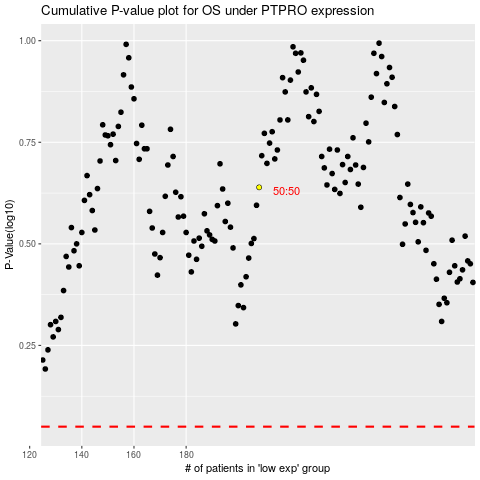 Cumulative P-value plot for OS under PTPRO expression
1.00
0.75
50:50
0.50
0.25
P-Value(log10)
120 140 160 180
# of patients in 'low exp' group